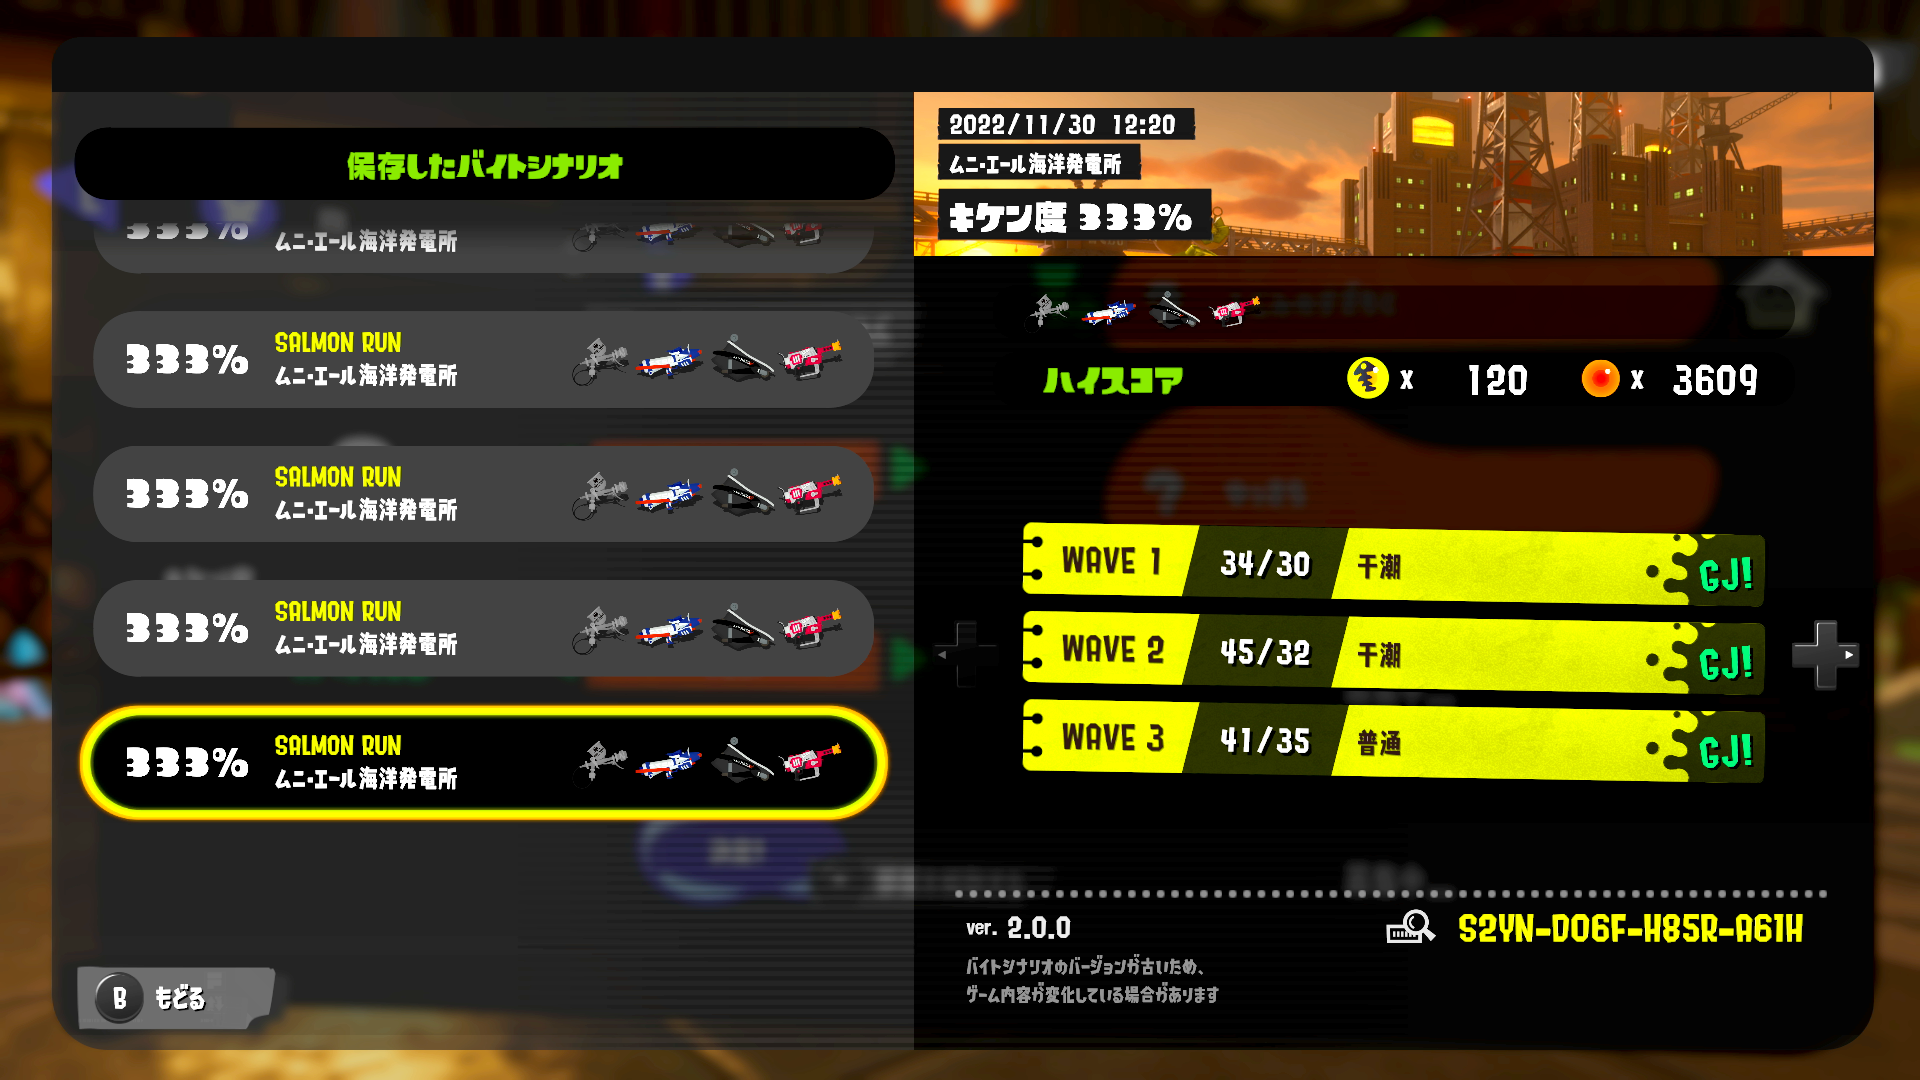 保存したバイトシナリオ
333%
ムニ・エール海洋発電所
333%
SALMON RUN
ムニ・エール海洋発電所
333%
SALMON RUN
ムニ・エール海洋発電所
333%
SALMON RUN
ムニ・エール海洋発電所
333%
SALMON RUN
ムニ・エール海洋発電所
B もどる
2022/11/30 12:20
ムニ・エール海洋発電所
キケン度 333%
ハイスコア x 120 x 3609
WAVE 1 34/30 干潮 GJ!
WAVE 2 45/32 干潮 GJ!
WAVE 3 41/35 普通 GJ!
ver. 2.0.0
S2YN-D06F-H85R-A61H
バイトシナリオのバージョンが古いため、
ゲーム内容が変化している場合があります